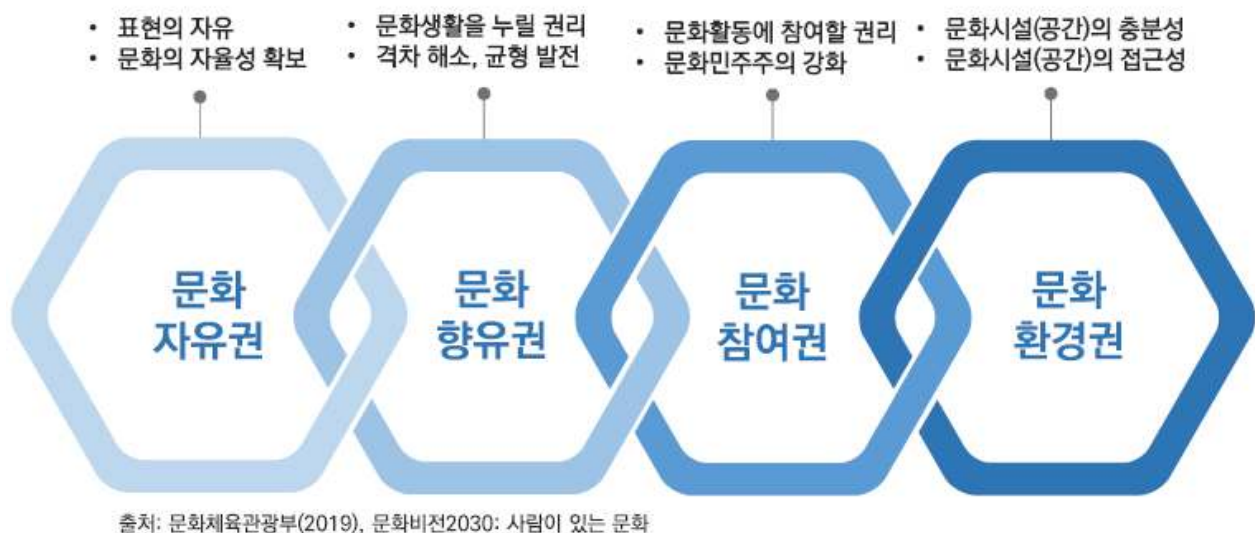 • 표현의 자유
• 문화의 자율성 확보
• 문화생활을 누릴 권리
• 격차 해소, 균형 발전
• 문화활동에 참여할 권리
• 문화민주주의 강화
• 문화시설(공간)의 충분성
• 문화시설(공간)의 접근성
문화
자유권
문화
향유권
문화
참여권
문화
환경권
출처: 문화체육관광부(2019), 문화비전2030: 사람이 있는 문화